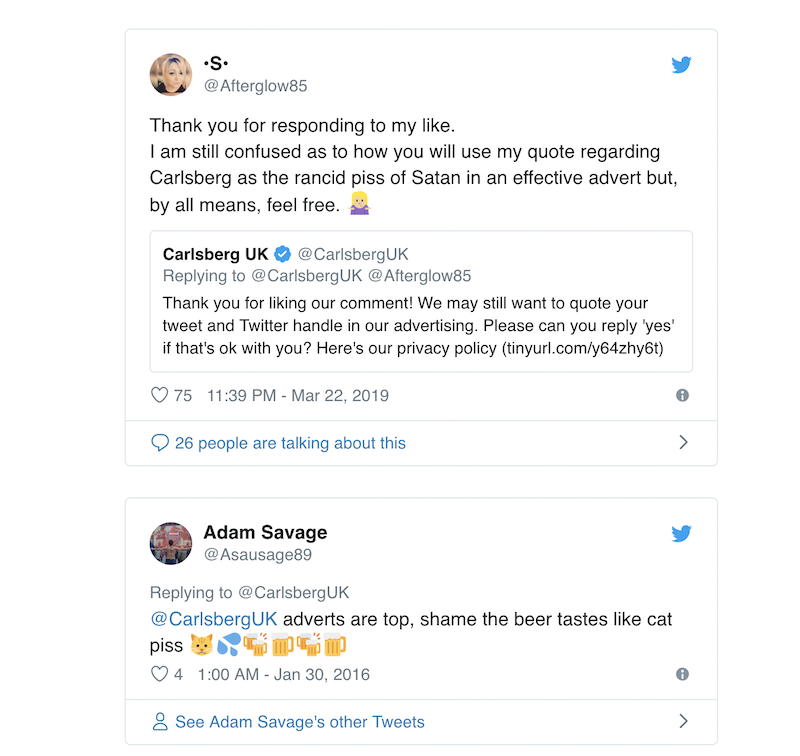 ·S·
@Afterglow85
Thank you for responding to my like.
I am still confused as to how you will use my quote regarding
Carlsberg as the rancid piss of Satan in an effective advert but,
by all means, feel free. 🤷🏼‍♀️
Carlsberg UK @CarlsbergUK
Replying to @CarlsbergUK @Afterglow85
Thank you for liking our comment! We may still want to quote your
tweet and Twitter handle in our advertising. Please can you reply 'yes'
if that's ok with you? Here's our privacy policy (tinyurl.com/y64zhy6t)
75 11:39 PM - Mar 22, 2019
26 people are talking about this
Adam Savage
@Asausage89
Replying to @CarlsbergUK
@CarlsbergUK adverts are top, shame the beer tastes like cat
piss 🐱💦🍻🍺🍻🍺
4 1:00 AM - Jan 30, 2016
See Adam Savage's other Tweets